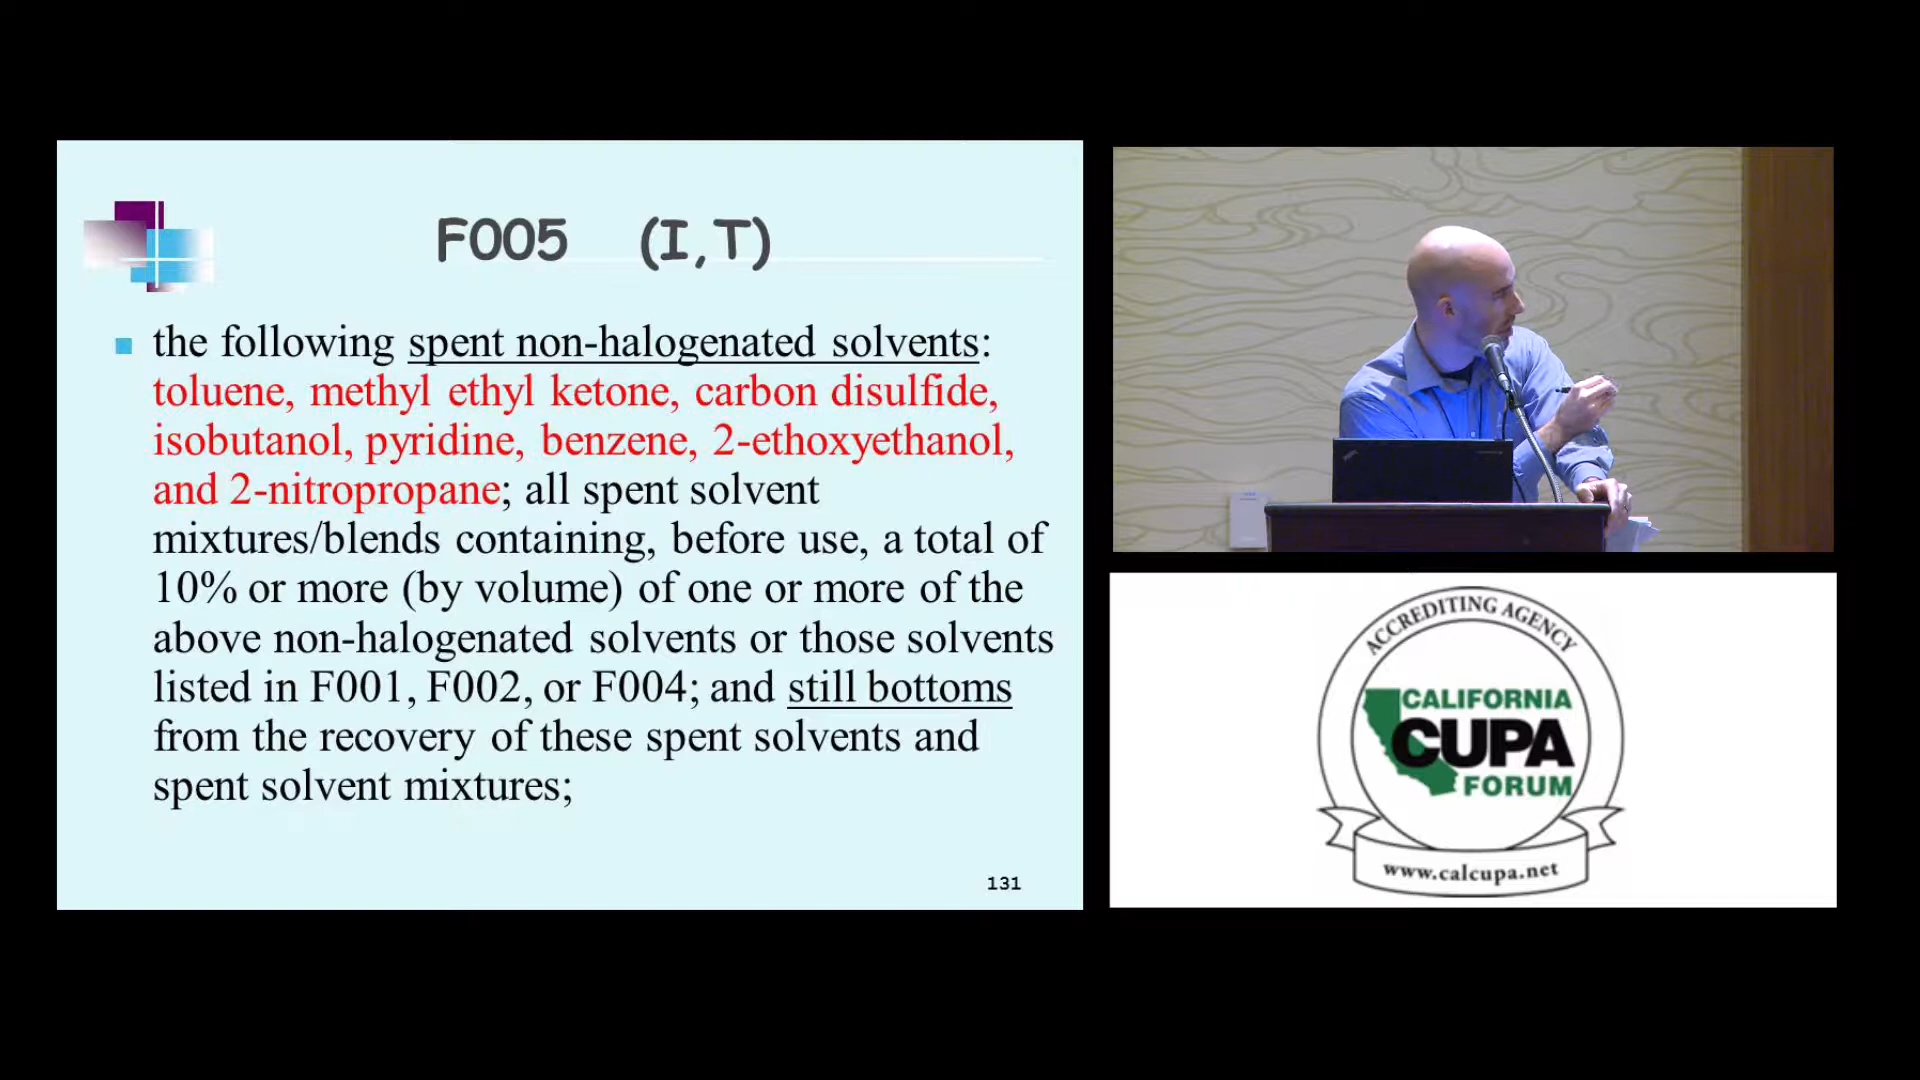 F005 (I,T)
the following spent non-halogenated solvents:
toluene, methyl ethyl ketone, carbon disulfide,
isobutanol, pyridine, benzene, 2-ethoxyethanol,
and 2-nitropropane; all spent solvent
mixtures/blends containing, before use, a total of
10% or more (by volume) of one or more of the
above non-halogenated solvents or those solvents
listed in F001, F002, or F004; and still bottoms
from the recovery of these spent solvents and
spent solvent mixtures;
131
ACCREDITING AGENCY
CALIFORNIA
CUPA
FORUM
www.calcupa.net